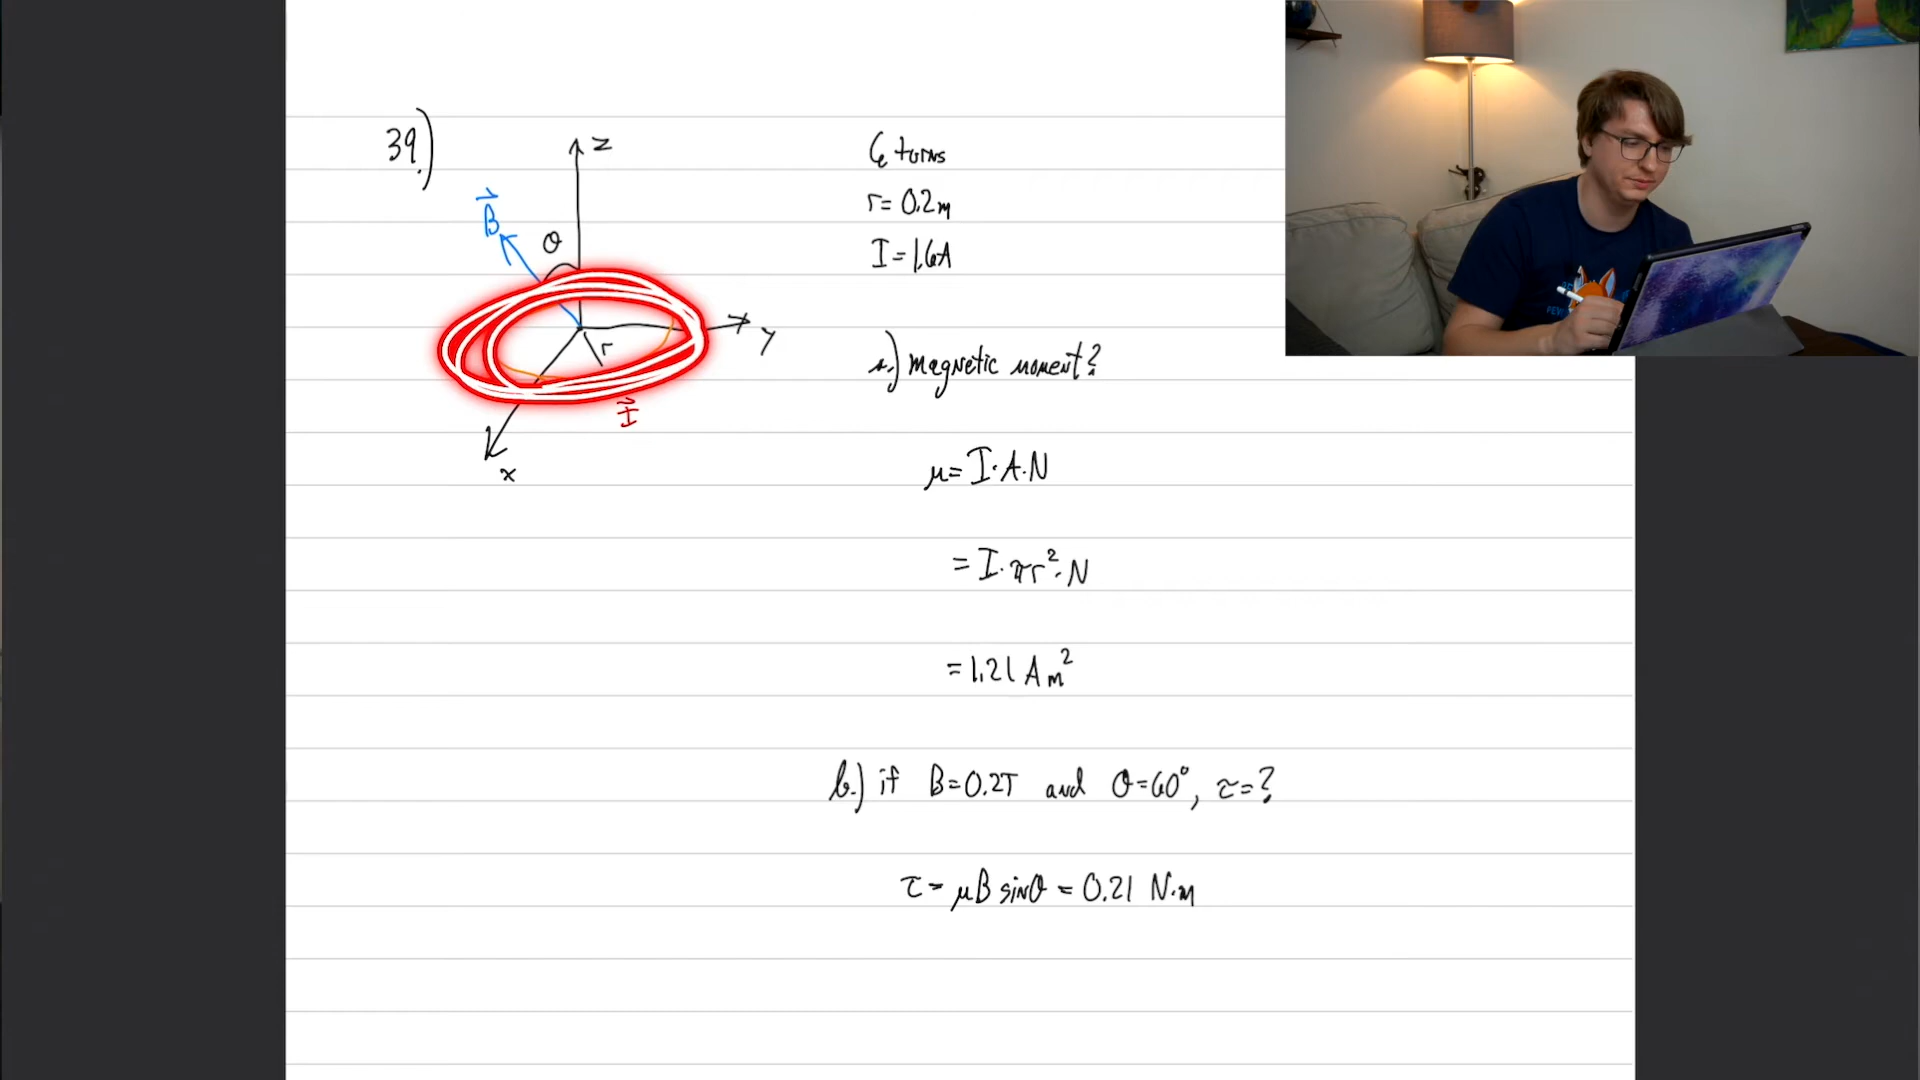 39.)
z
B
θ
r
y
I
x
6 turns
r = 0.2m
I = 1.6A
a.) magnetic moment?
μ = I·A·N
= I·πr²·N
= 1.21 Am²
b.) if B=0.2T and θ=60°, τ=?
τ = μB sinθ = 0.21 N·m